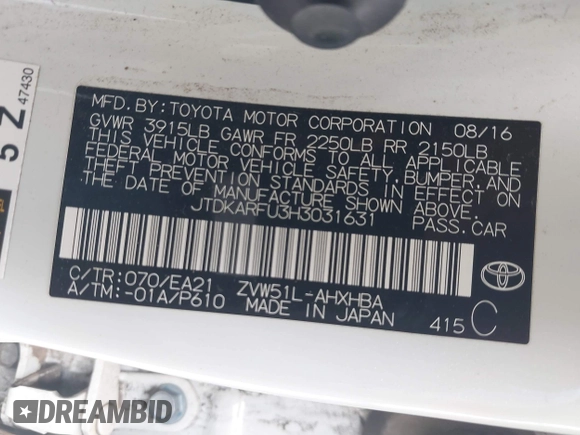 MFD. BY: TOYOTA MOTOR CORPORATION 08/16
GVWR 3915LB GAWR FR 2250LB RR 2150LB
THIS VEHICLE CONFORMS TO ALL APPLICABLE
FEDERAL MOTOR VEHICLE SAFETY, BUMPER, AND
THEFT PREVENTION STANDARDS IN EFFECT ON
THE DATE OF MANUFACTURE SHOWN ABOVE.
JTDKARFU3H3031631 PASS. CAR
C/TR: 070/EA21 ZVW51L-AHXHBA
A/TM: -01A/P610 MADE IN JAPAN 415 C
5 Z
47430
DREAMBID